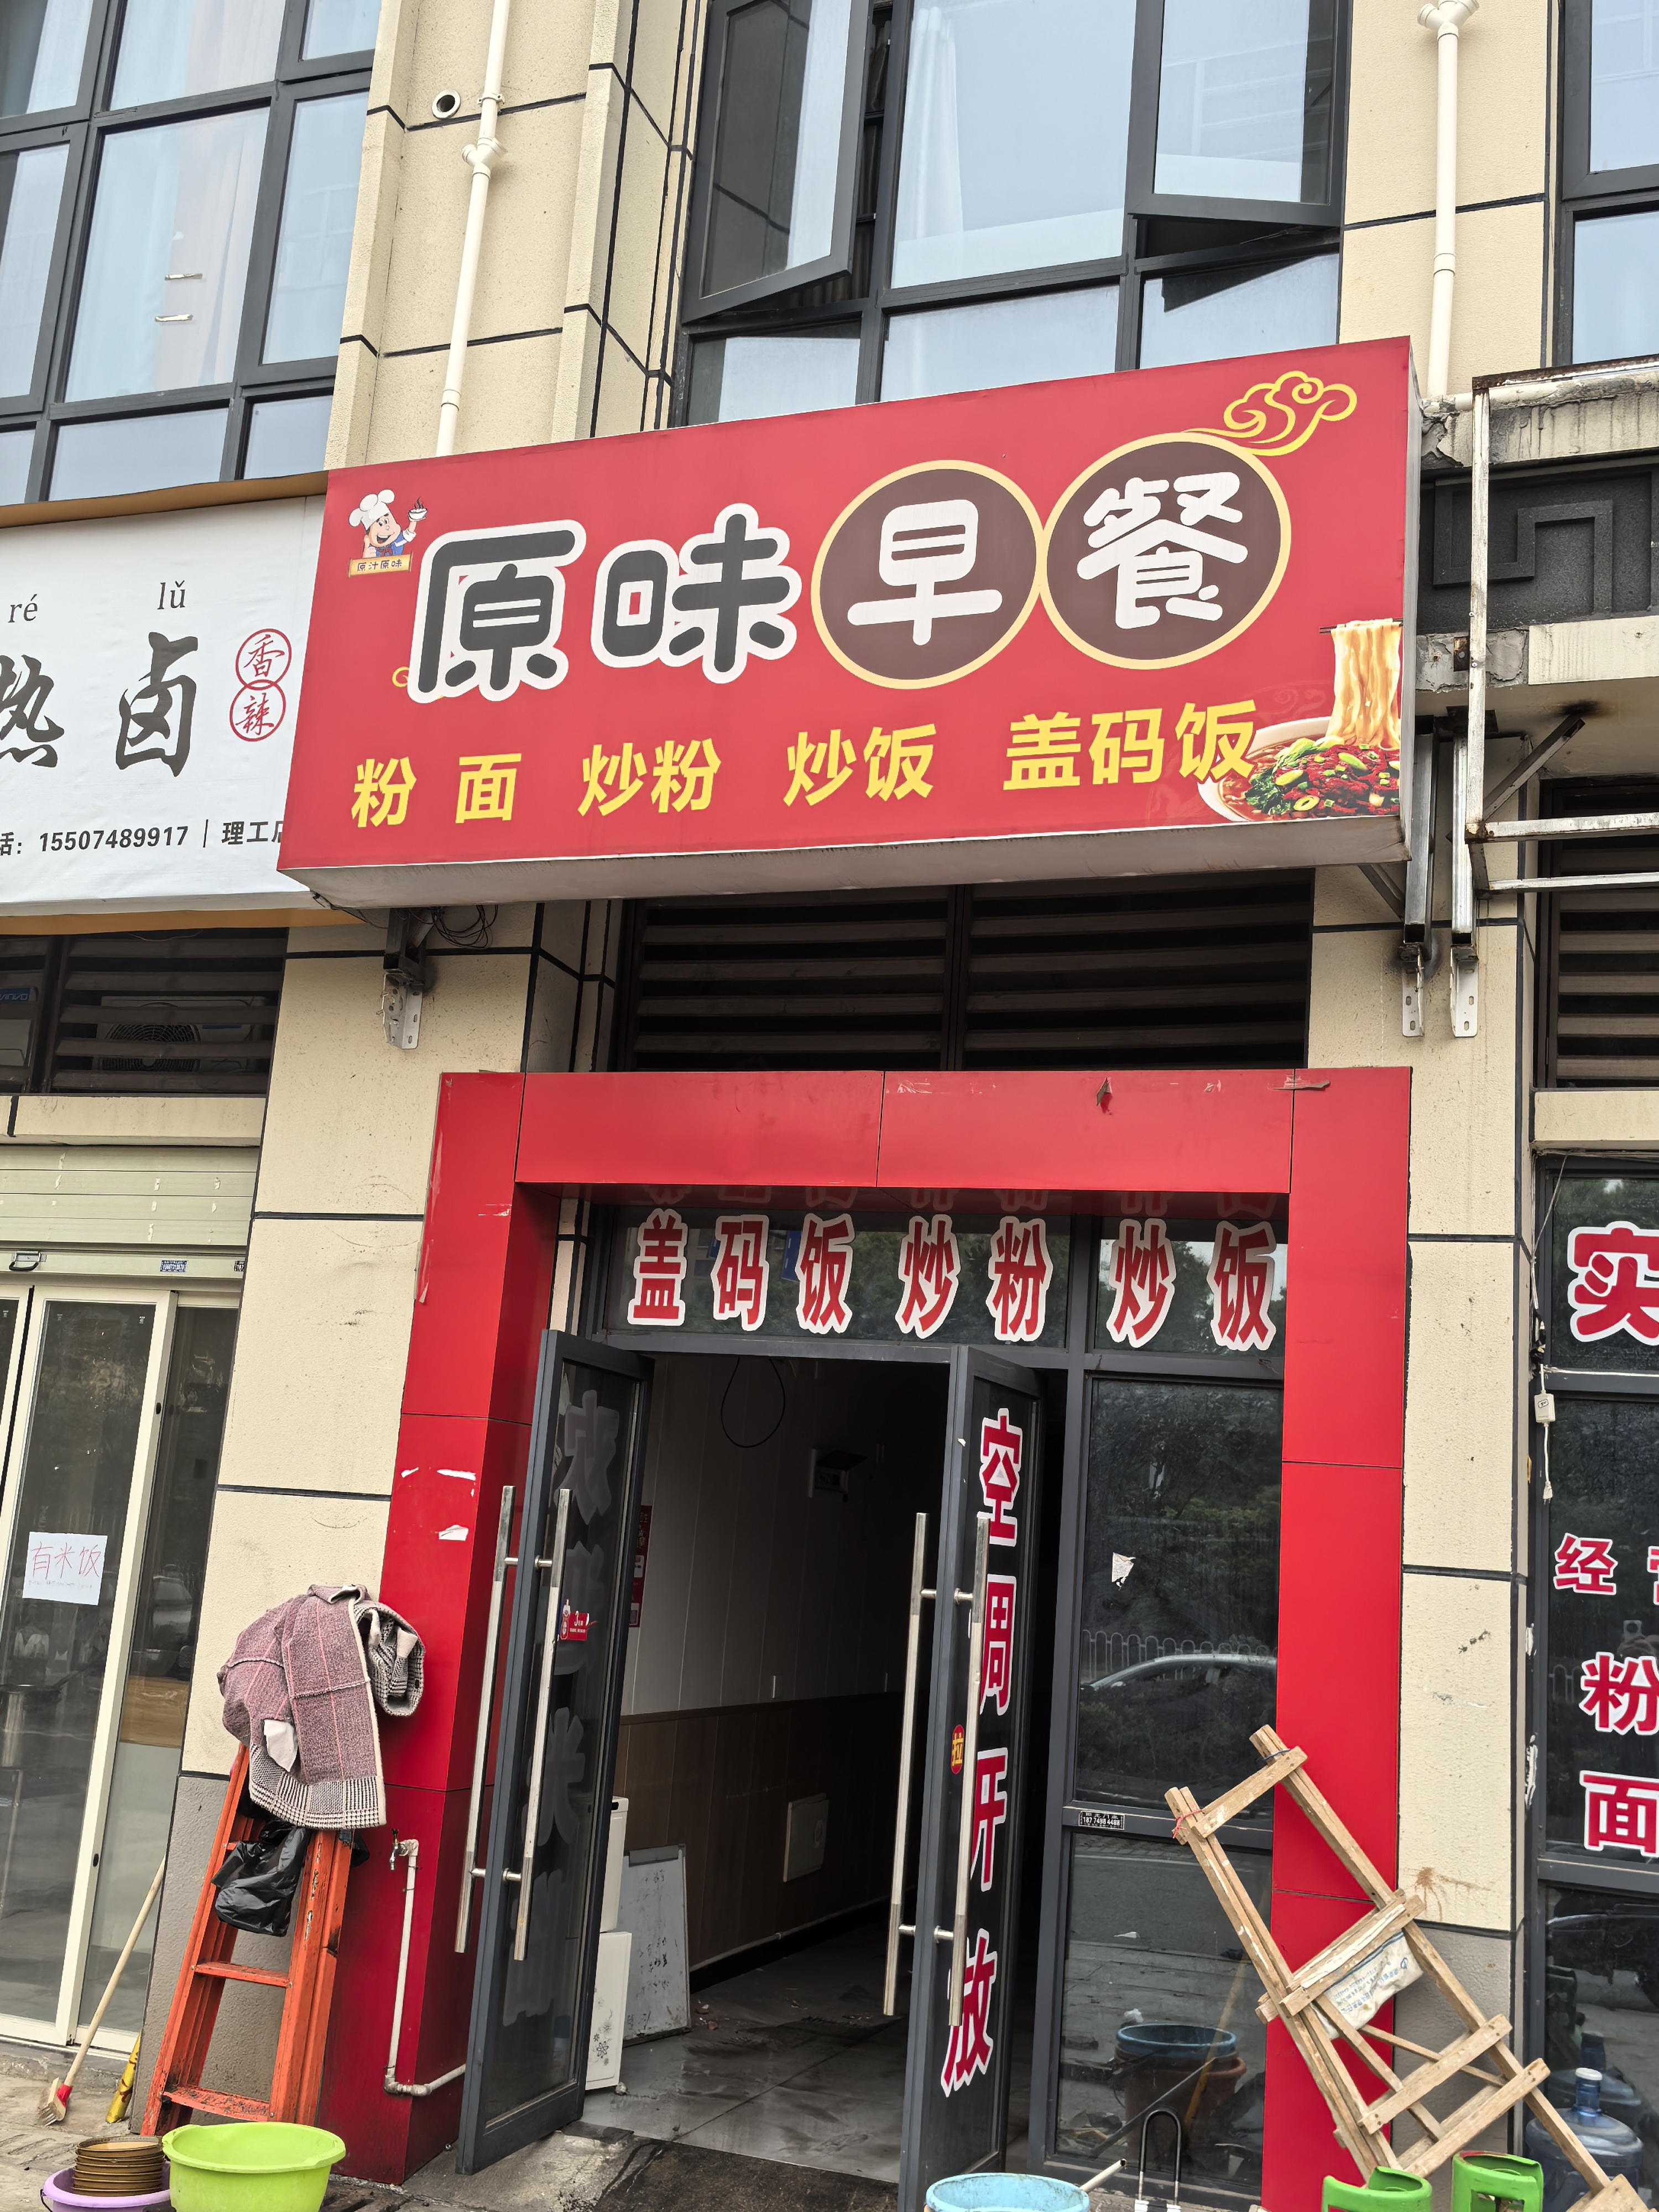 原味早餐
原汁原味
粉 面 炒粉 炒饭 盖码饭
ré lǔ
热卤
香辣
话：15507489917｜理工店
盖码饭 炒粉 炒饭
空调开放
拉
有米饭
实
经
粉
面